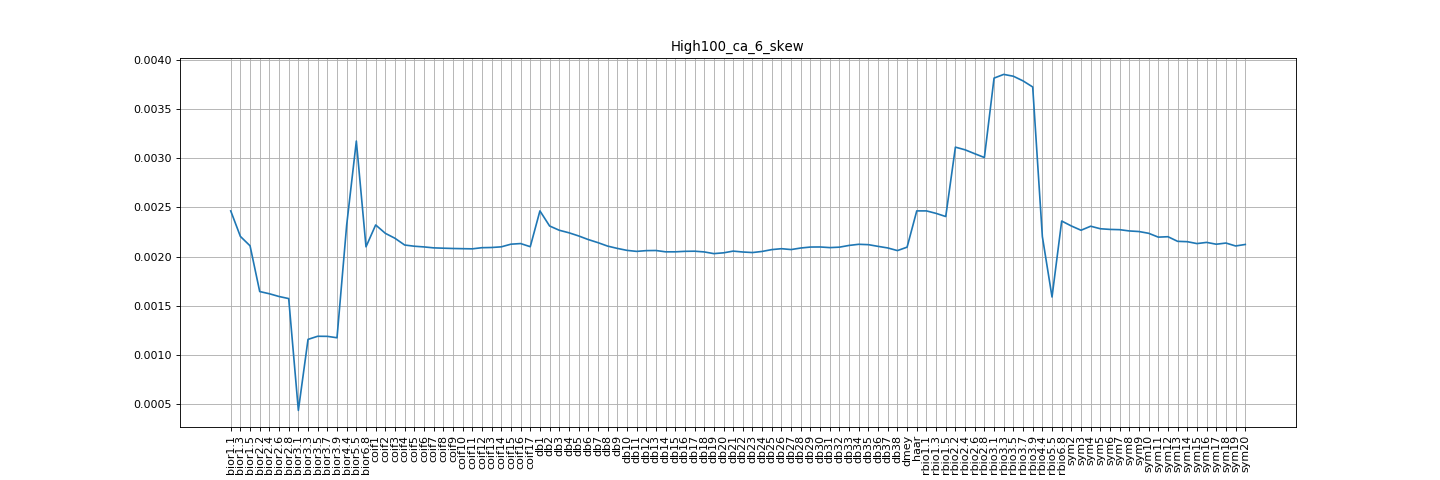 High100_ca_6_skew
0.0040
0.0035
0.0030
0.0025
0.0020
0.0015
0.0010
0.0005
bior1.1
bior1.3
bior1.5
bior2.2
bior2.4
bior2.6
bior2.8
bior3.1
bior3.3
bior3.5
bior3.7
bior3.9
bior4.4
bior5.5
bior6.8
coif1
coif2
coif3
coif4
coif5
coif6
coif7
coif8
coif9
coif10
coif11
coif12
coif13
coif14
coif15
coif16
coif17
db1
db2
db3
db4
db5
db6
db7
db8
db9
db10
db11
db12
db13
db14
db15
db16
db17
db18
db19
db20
db21
db22
db23
db24
db25
db26
db27
db28
db29
db30
db31
db32
db33
db34
db35
db36
db37
db38
dmey
haar
rbio1.1
rbio1.3
rbio1.5
rbio2.2
rbio2.4
rbio2.6
rbio2.8
rbio3.1
rbio3.3
rbio3.5
rbio3.7
rbio3.9
rbio4.4
rbio5.5
rbio6.8
sym2
sym3
sym4
sym5
sym6
sym7
sym8
sym9
sym10
sym11
sym12
sym13
sym14
sym15
sym16
sym17
sym18
sym19
sym20